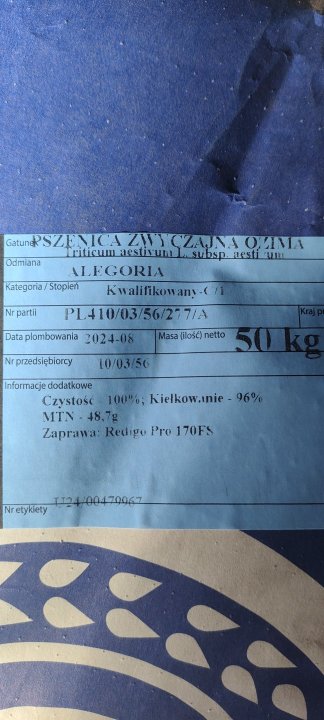 Gatunek PSZENICA ZWYCZAJNA OZIMA
Triticum aestivum L. subsp. aestivum
Odmiana
ALEGORIA
Kategoria / Stopień
Kwalifikowany-C/1
Nr partii PL410/03/56/277/A Kraj
Data plombowania 2024-08 Masa (ilość) netto 50 kg
Nr przedsiębiorcy 10/03/56
Informacje dodatkowe
Czystość 100%; Kiełkowanie - 96%
MTN - 48,7g
Zaprawa: Redigo Pro 170FS
U24/00479967
Nr etykiety